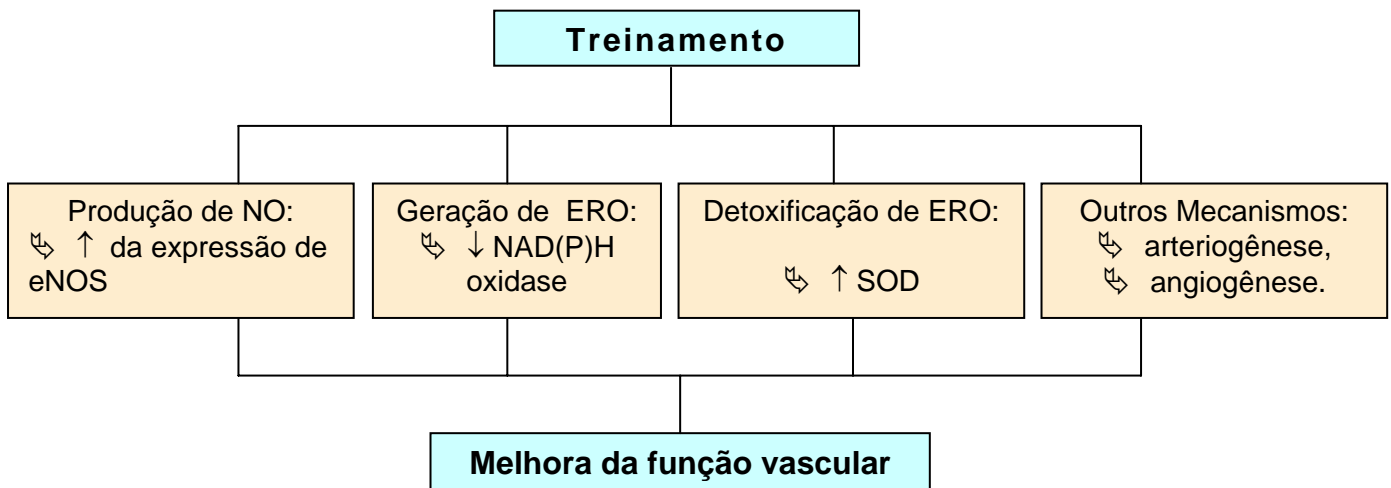 Treinamento
Produção de NO:
↳ ↑ da expressão de
eNOS
Geração de ERO:
↳ ↓ NAD(P)H
oxidase
Detoxificação de ERO:
↳ ↑ SOD
Outros Mecanismos:
↳ arteriogênese,
↳ angiogênese.
Melhora da função vascular